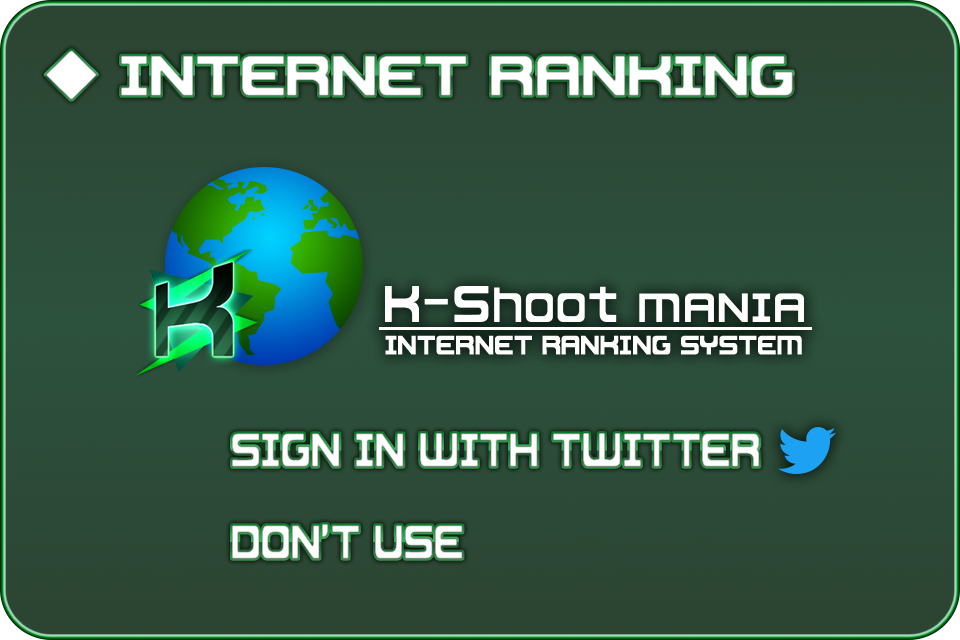 INTERNET RANKING
K
K-Shoot MANIA
INTERNET RANKING SYSTEM
SIGN IN WITH TWITTER
DON'T USE